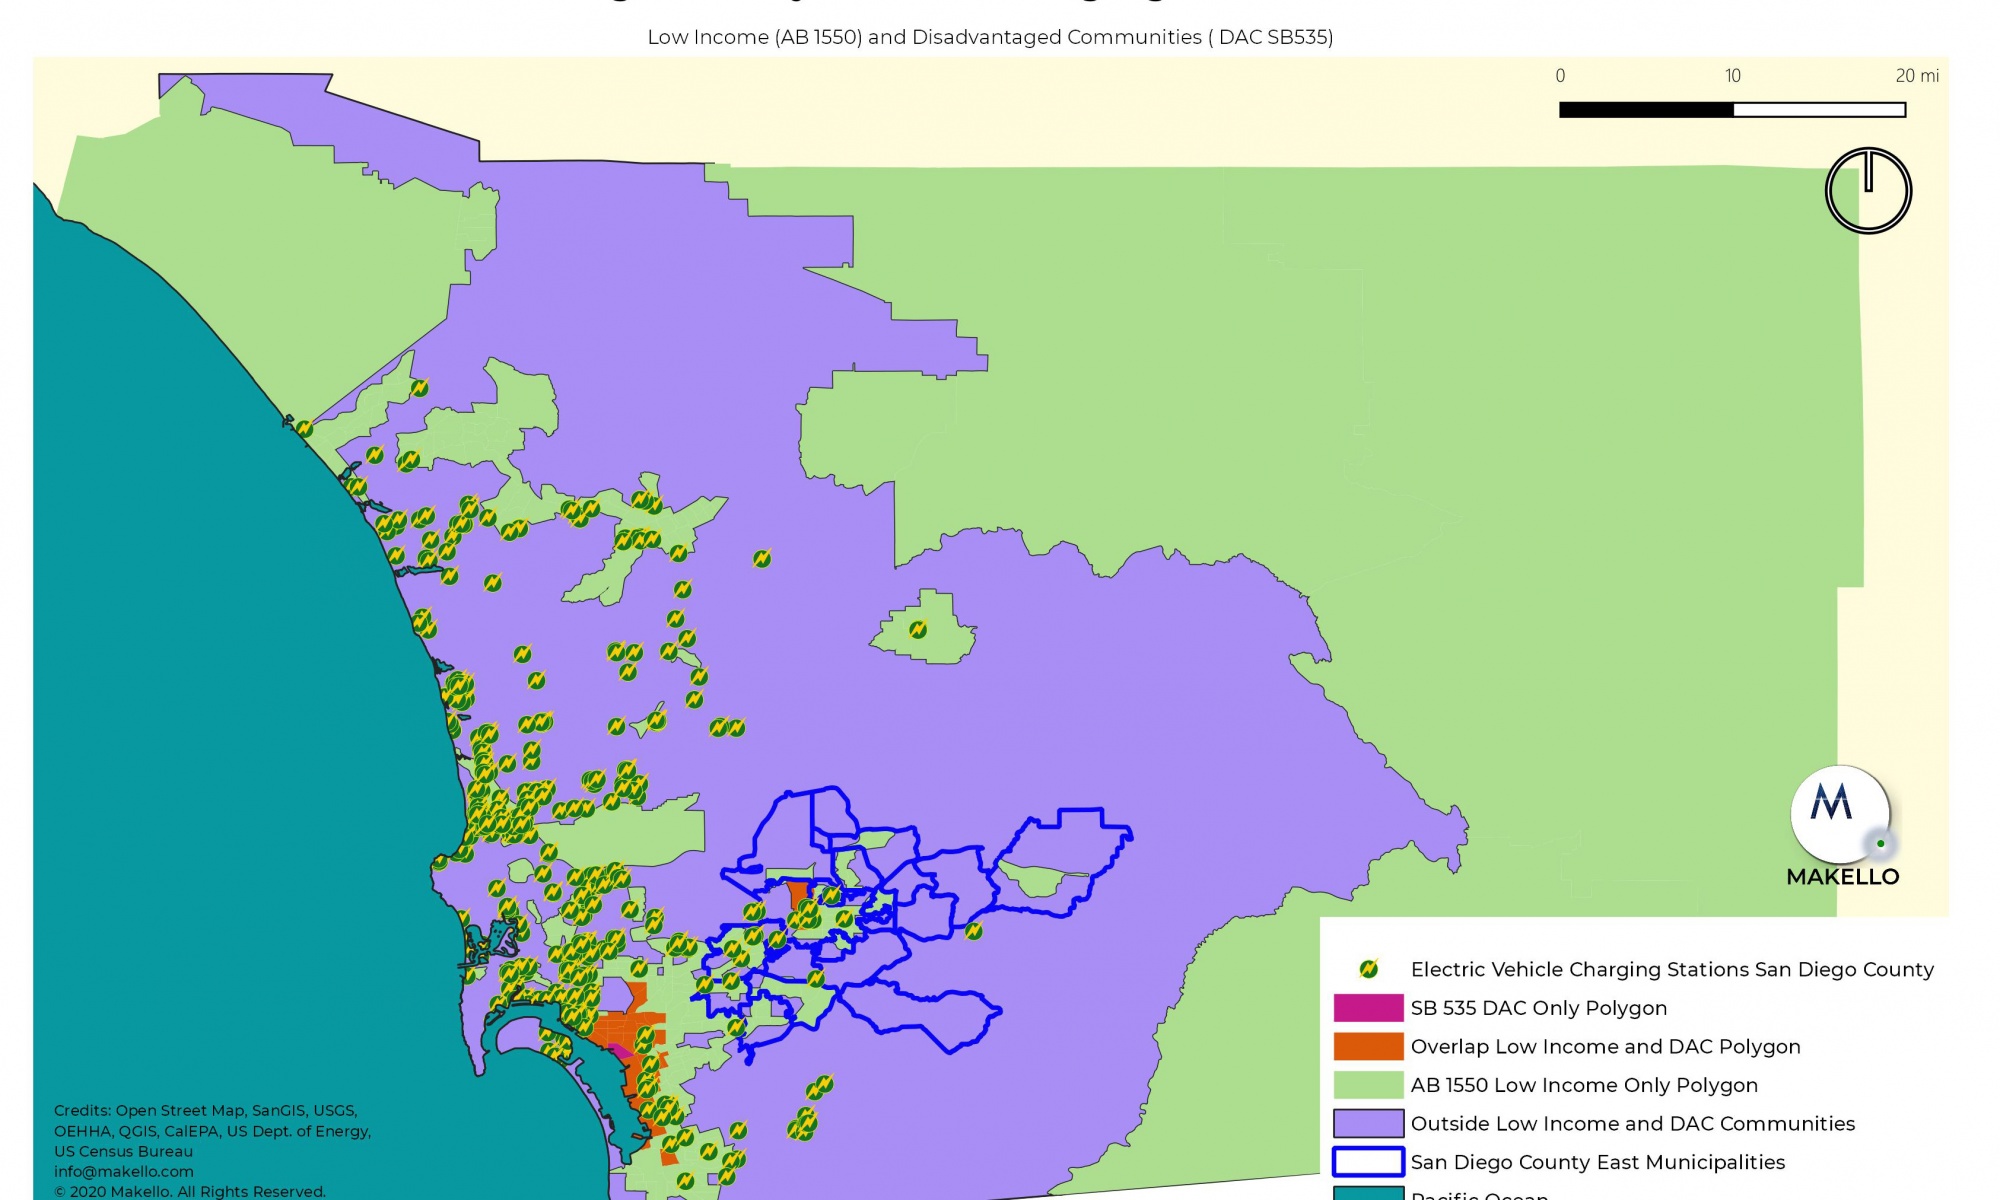 Low Income (AB 1550) and Disadvantaged Communities ( DAC SB535)
0 10 20 mi
M
MAKELLO
Electric Vehicle Charging Stations San Diego County
SB 535 DAC Only Polygon
Overlap Low Income and DAC Polygon
AB 1550 Low Income Only Polygon
Outside Low Income and DAC Communities
San Diego County East Municipalities
Pacific Ocean
Credits: Open Street Map, SanGIS, USGS,
OEHHA, QGIS, CalEPA, US Dept. of Energy,
US Census Bureau
info@makello.com
© 2020 Makello. All Rights Reserved.